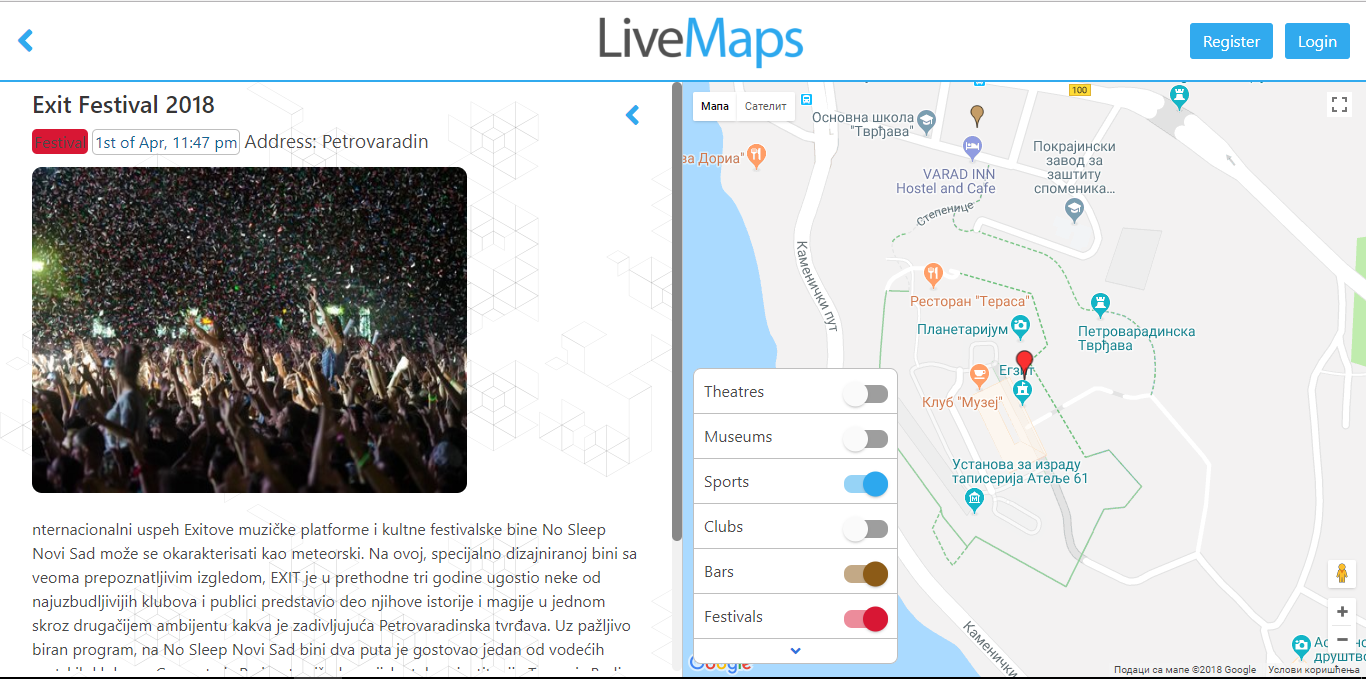 LiveMaps
Register
Login
Exit Festival 2018
Festival 1st of Apr, 11:47 pm Address: Petrovaradin
nternacionalni uspeh Exitove muzičke platforme i kultne festivalske bine No Sleep
Novi Sad može se okarakterisati kao meteorski. Na ovoj, specijalno dizajniranoj bini sa
veoma prepoznatljivim izgledom, EXIT je u prethodne tri godine ugostio neke od
najuzbudljivijih klubova i publici predstavio deo njihove istorije i magije u jednom
skroz drugačijem ambijentu kakva je zadivljujuća Petrovaradinska tvrđava. Uz pažljivo
biran program, na No Sleep Novi Sad bini dva puta je gostovao jedan od vodećih
Мапа
Сателит
100
Основна школа
"Тврђава"
ва Дориа"
VARAD INN
Hostel and Cafe
Покрајински
завод за
заштиту
споменика...
Степенице
Каменички пут
Ресторан "Тераса"
Планетаријум
Петроварадинска
Тврђава
Егзит
Клуб "Музеј"
Установа за израду
таписерија Атеље 61
Theatres
Museums
Sports
Clubs
Bars
Festivals
Каменички
Google
друштво
Подаци са мапе ©2018 Google
Услови коришћења